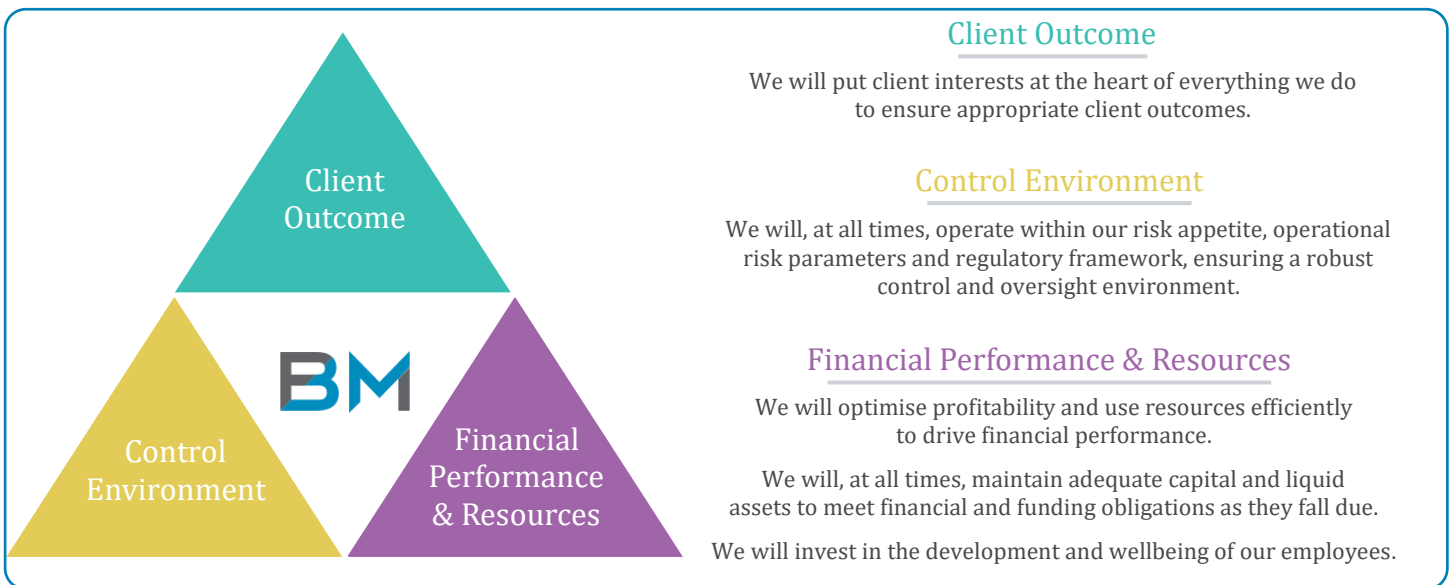 Client
Outcome
Control
Environment
BM
Financial
Performance
& Resources
Client Outcome
We will put client interests at the heart of everything we do
to ensure appropriate client outcomes.
Control Environment
We will, at all times, operate within our risk appetite, operational
risk parameters and regulatory framework, ensuring a robust
control and oversight environment.
Financial Performance & Resources
We will optimise profitability and use resources efficiently
to drive financial performance.
We will, at all times, maintain adequate capital and liquid
assets to meet financial and funding obligations as they fall due.
We will invest in the development and wellbeing of our employees.